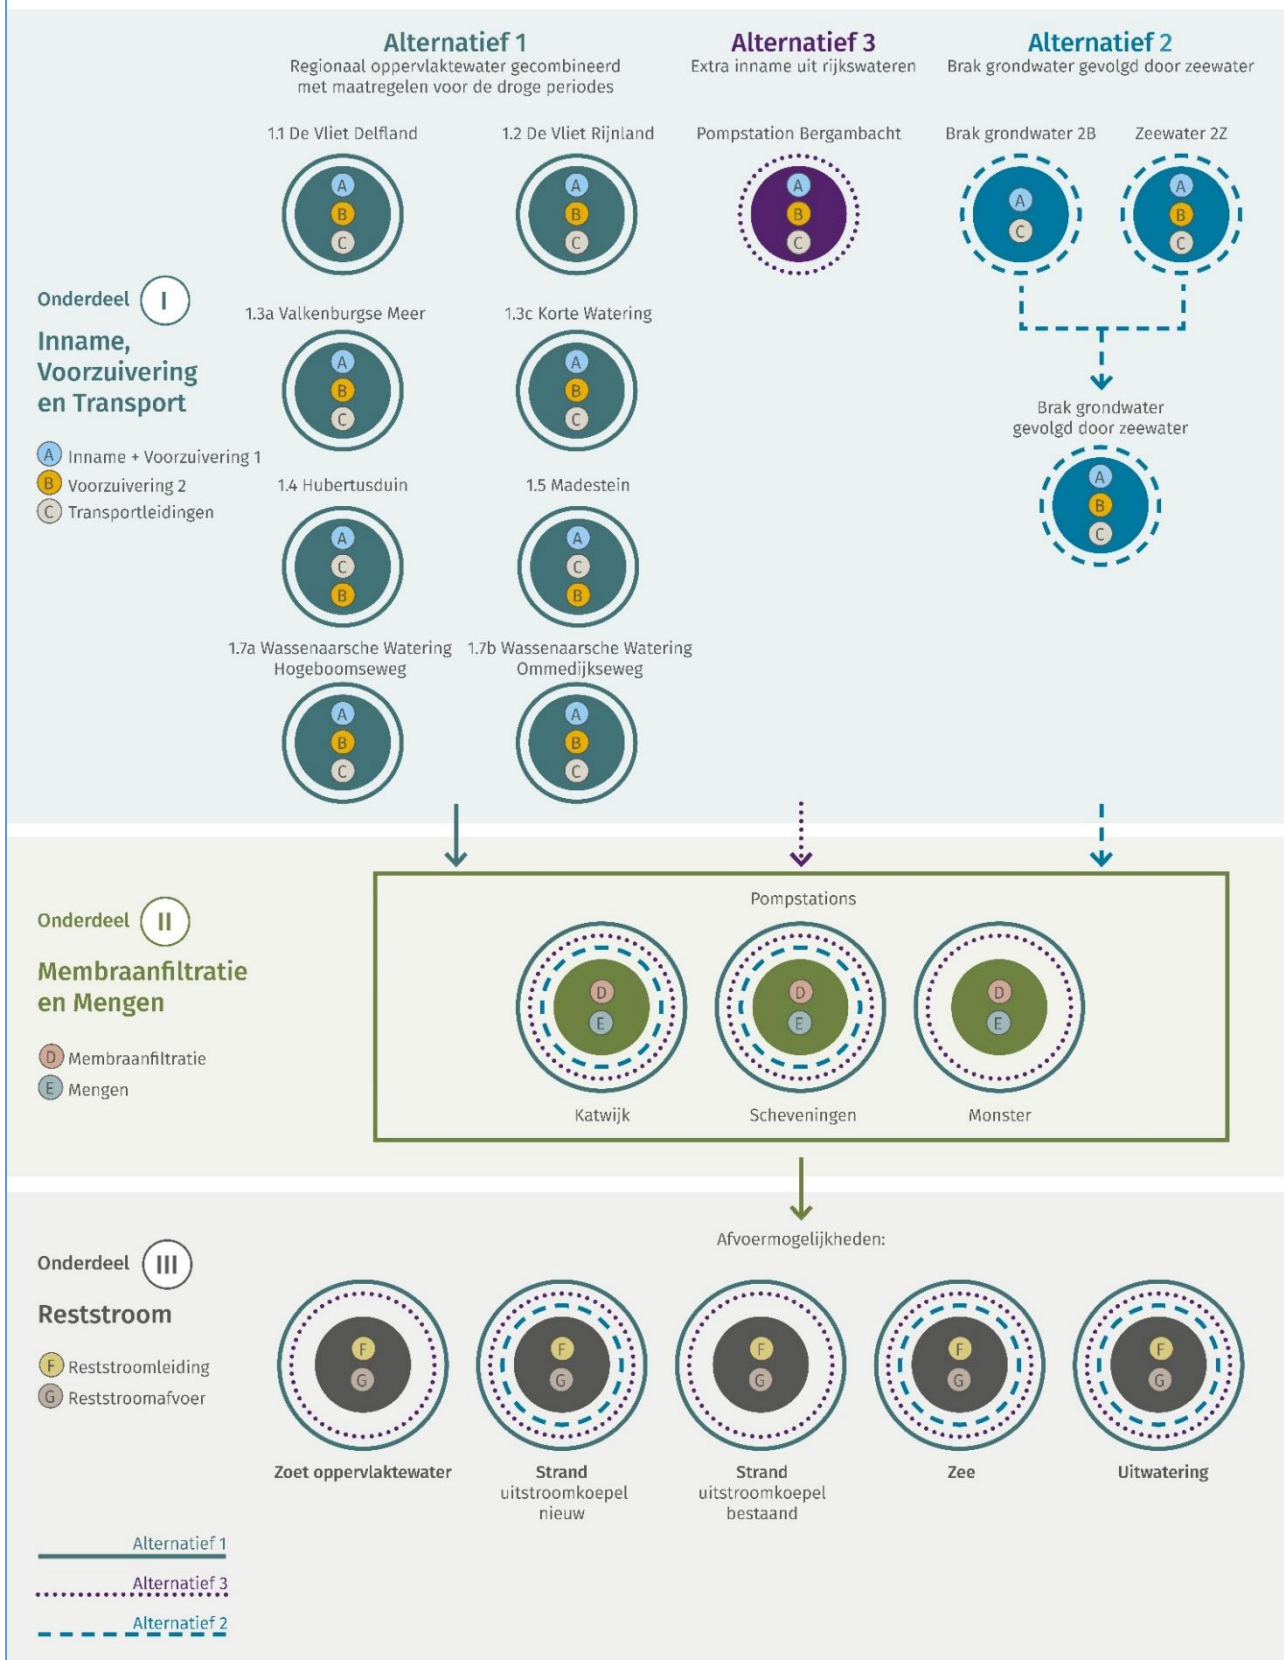 Alternatief 1
Regionaal oppervlaktewater gecombineerd
met maatregelen voor de droge periodes
Alternatief 3
Extra inname uit rijkswateren
Alternatief 2
Brak grondwater gevolgd door zeewater
Onderdeel I
Inname,
Voorzuivering
en Transport
A Inname + Voorzuivering 1
B Voorzuivering 2
C Transportleidingen
1.1 De Vliet Delfland
A
B
C
1.2 De Vliet Rijnland
A
B
C
Pompstation Bergambacht
A
B
C
Brak grondwater 2B
A
C
Zeewater 2Z
A
B
C
1.3a Valkenburgse Meer
A
B
C
1.3c Korte Watering
A
B
C
Brak grondwater
gevolgd door zeewater
A
B
C
1.4 Hubertusduin
A
C
B
1.5 Madestein
A
C
B
1.7a Wassenaarsche Watering
Hogeboomseweg
A
B
C
1.7b Wassenaarsche Watering
Ommedijkseweg
A
B
C
Onderdeel II
Membraanfiltratie
en Mengen
D Membraanfiltratie
E Mengen
Pompstations
D
E
Katwijk
D
E
Scheveningen
D
E
Monster
Onderdeel III
Reststroom
F Reststroomleiding
G Reststroomafvoer
Afvoermogelijkheden:
F
G
Zoet oppervlaktewater
F
G
Strand
uitstroomkoepel
nieuw
F
G
Strand
uitstroomkoepel
bestaand
F
G
Zee
F
G
Uitwatering
Alternatief 1
Alternatief 3
Alternatief 2